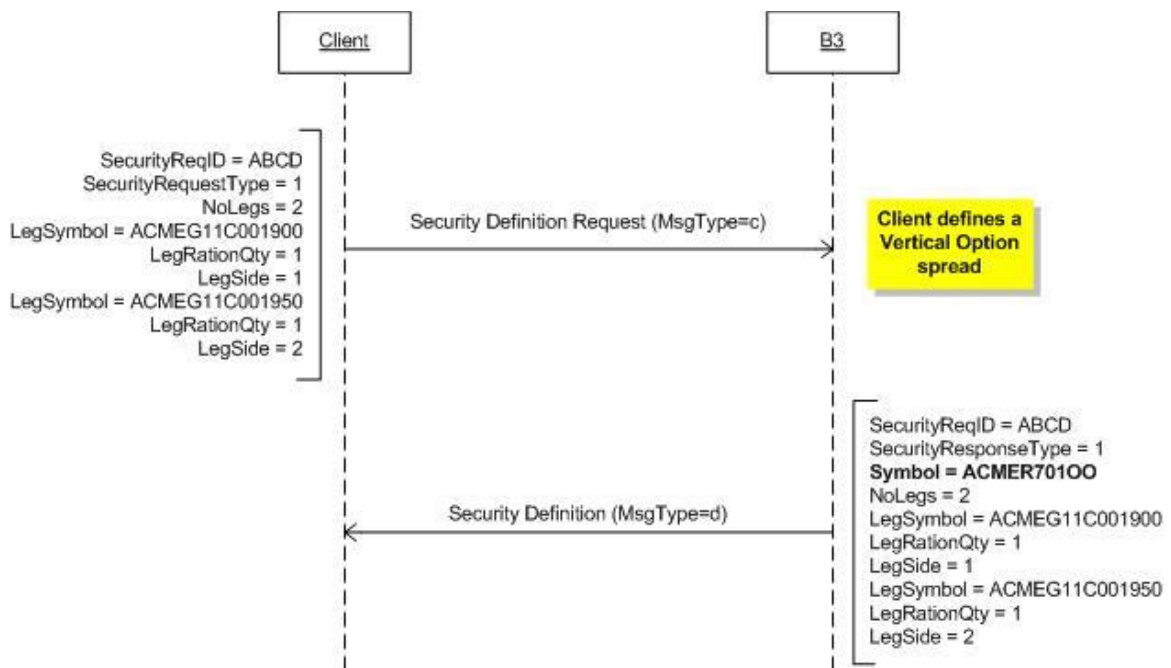 Client
B3
SecurityReqID = ABCD
SecurityRequestType = 1
NoLegs = 2
LegSymbol = ACMEG11C001900
LegRationQty = 1
LegSide = 1
LegSymbol = ACMEG11C001950
LegRationQty = 1
LegSide = 2
Security Definition Request (MsgType=c)
Client defines a
Vertical Option
spread
Security Definition (MsgType=d)
SecurityReqID = ABCD
SecurityResponseType = 1
Symbol = ACMER701OO
NoLegs = 2
LegSymbol = ACMEG11C001900
LegRationQty = 1
LegSide = 1
LegSymbol = ACMEG11C001950
LegRationQty = 1
LegSide = 2